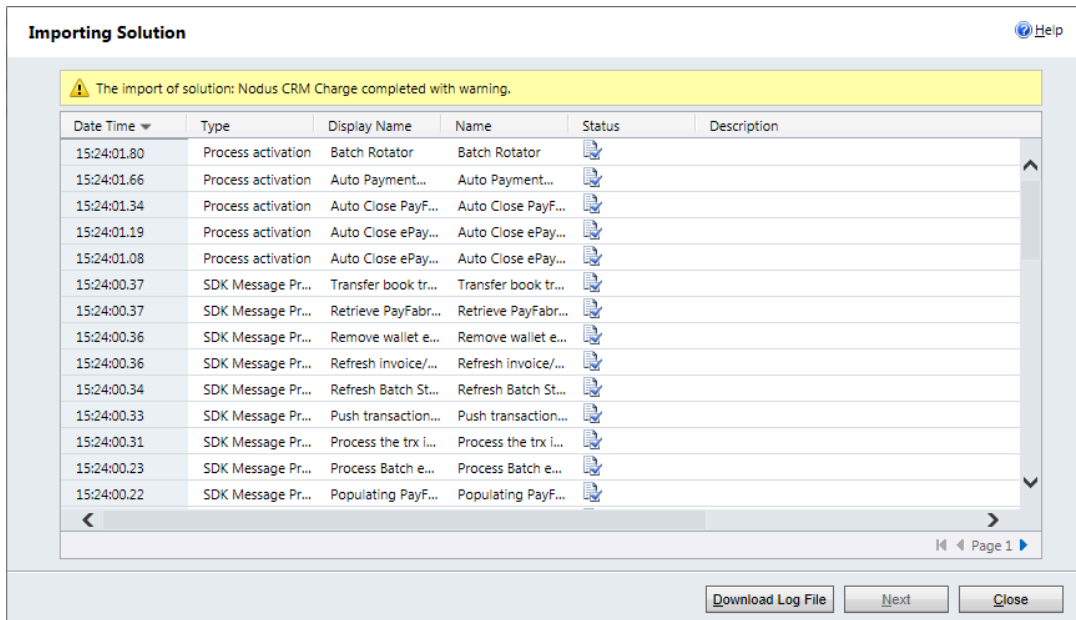 Importing Solution Help
The import of solution: Nodus CRM Charge completed with warning.
Date Time Type Display Name Name Status Description
15:24:01.80 Process activation Batch Rotator Batch Rotator
15:24:01.66 Process activation Auto Payment... Auto Payment...
15:24:01.34 Process activation Auto Close PayF... Auto Close PayF...
15:24:01.19 Process activation Auto Close ePay... Auto Close ePay...
15:24:01.08 Process activation Auto Close ePay... Auto Close ePay...
15:24:00.37 SDK Message Pr... Transfer book tr... Transfer book tr...
15:24:00.37 SDK Message Pr... Retrieve PayFabr... Retrieve PayFabr...
15:24:00.36 SDK Message Pr... Remove wallet e... Remove wallet e...
15:24:00.36 SDK Message Pr... Refresh invoice/... Refresh invoice/...
15:24:00.34 SDK Message Pr... Refresh Batch St... Refresh Batch St...
15:24:00.33 SDK Message Pr... Push transaction... Push transaction...
15:24:00.31 SDK Message Pr... Process the trx i... Process the trx i...
15:24:00.23 SDK Message Pr... Process Batch e... Process Batch e...
15:24:00.22 SDK Message Pr... Populating PayF... Populating PayF...
Page 1
Download Log File Next Close